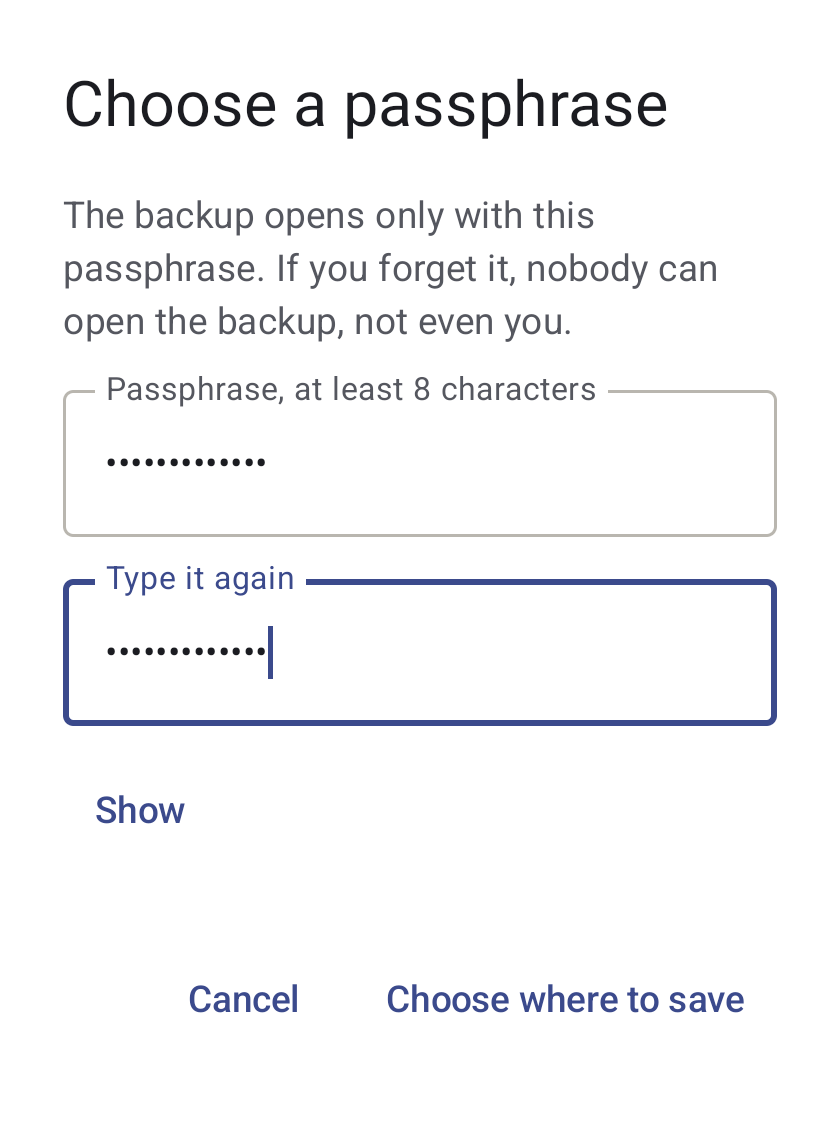 Choose a passphrase
The backup opens only with this
passphrase. If you forget it, nobody can
open the backup, not even you.
Passphrase, at least 8 characters
•••••••••••••
Type it again
•••••••••••••
Show
Cancel Choose where to save